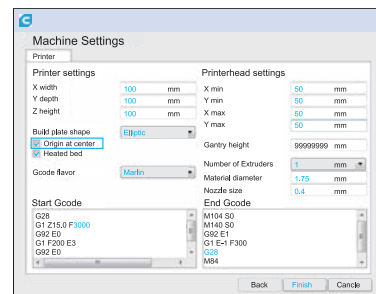 Machine Settings
Printer
Printer settings
X width 100 mm
Y depth 100 mm
Z height 100 mm
Build plate shape Elliptic
Origin at center
Heated bed
Gcode flavor Marlin
Printerhead settings
X min 50 mm
Y min 50 mm
X max 50 mm
Y max 50 mm
Gantry height 99999999 mm
Number of Extruders 1 mm
Material diameter 1.75 mm
Nozzle size 0.4 mm
Start Gcode
G28
G1 Z15.0 F3000
G92 E0
G1 F200 E3
G92 E0
End Gcode
M104 S0
M140 S0
G92 E1
G1 E-1 F300
G28
M84
Back Finish Cancle